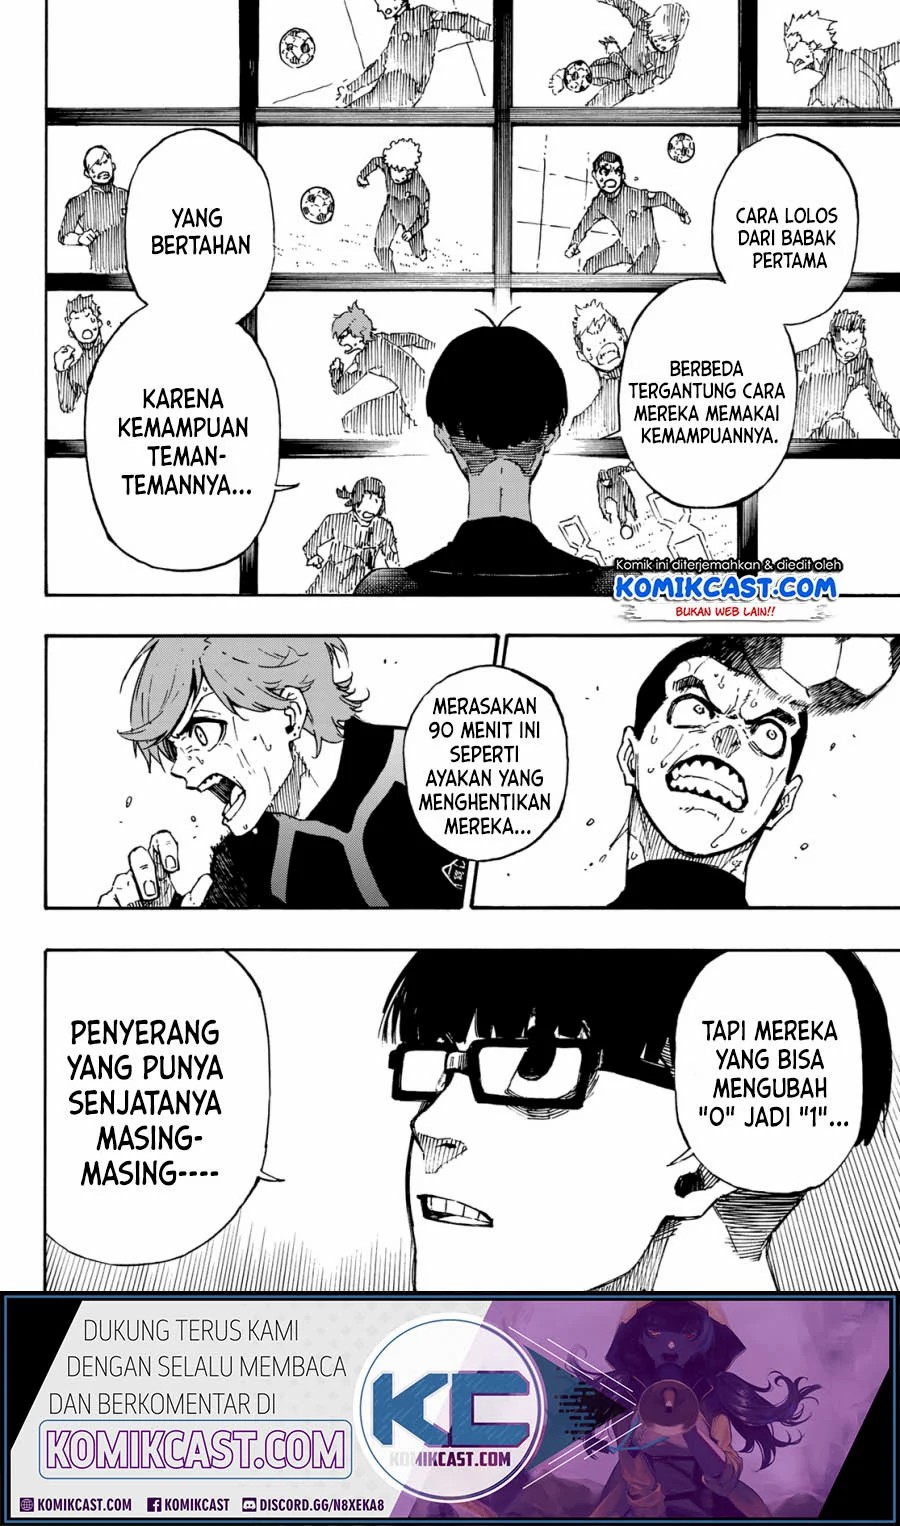 CARA LOLOS
DARI BABAK
PERTAMA
BERBEDA
TERGANTUNG CARA
MEREKA MEMAKAI
KEMAMPUANNYA.
YANG
BERTAHAN
KARENA
KEMAMPUAN
TEMAN-
TEMANNYA...
Komik ini diterjemahkan & diedit oleh
KOMIKCAST.COM
BUKAN WEB LAIN!!
MERASAKAN
90 MENIT INI
SEPERTI
AYAKAN YANG
MENGHENTIKAN
MEREKA...
TAPI MEREKA
YANG BISA
MENGUBAH
"0" JADI "1"...
PENYERANG
YANG PUNYA
SENJATANYA
MASING-
MASING----
DUKUNG TERUS KAMI
DENGAN SELALU MEMBACA
DAN BERKOMENTAR DI
KOMIKCAST.COM
KC
KOMIKCAST.COM
KOMIKCAST.COM KOMIKCAST DISCORD.GG/N8XEKA8